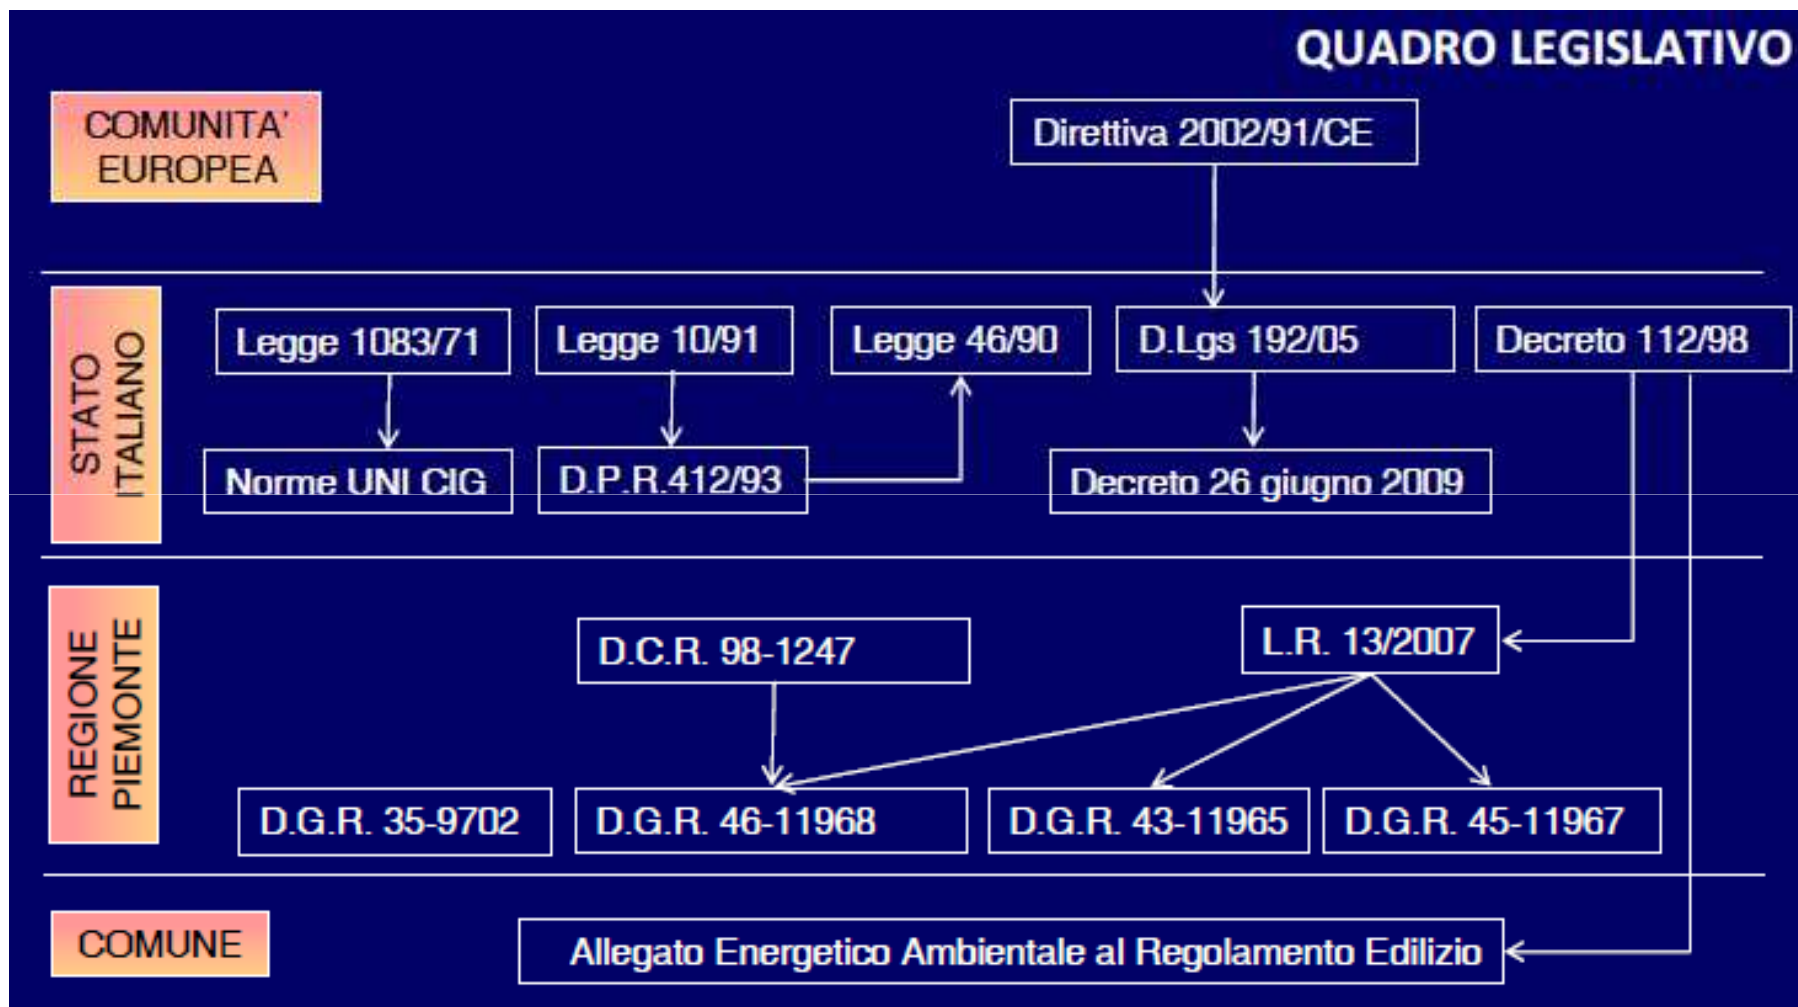 QUADRO LEGISLATIVO
COMUNITA'
EUROPEA
Direttiva 2002/91/CE
STATO
ITALIANO
Legge 1083/71
Legge 10/91
Legge 46/90
D.Lgs 192/05
Decreto 112/98
Norme UNI CIG
D.P.R.412/93
Decreto 26 giugno 2009
REGIONE
PIEMONTE
D.C.R. 98-1247
L.R. 13/2007
D.G.R. 35-9702
D.G.R. 46-11968
D.G.R. 43-11965
D.G.R. 45-11967
COMUNE
Allegato Energetico Ambientale al Regolamento Edilizio